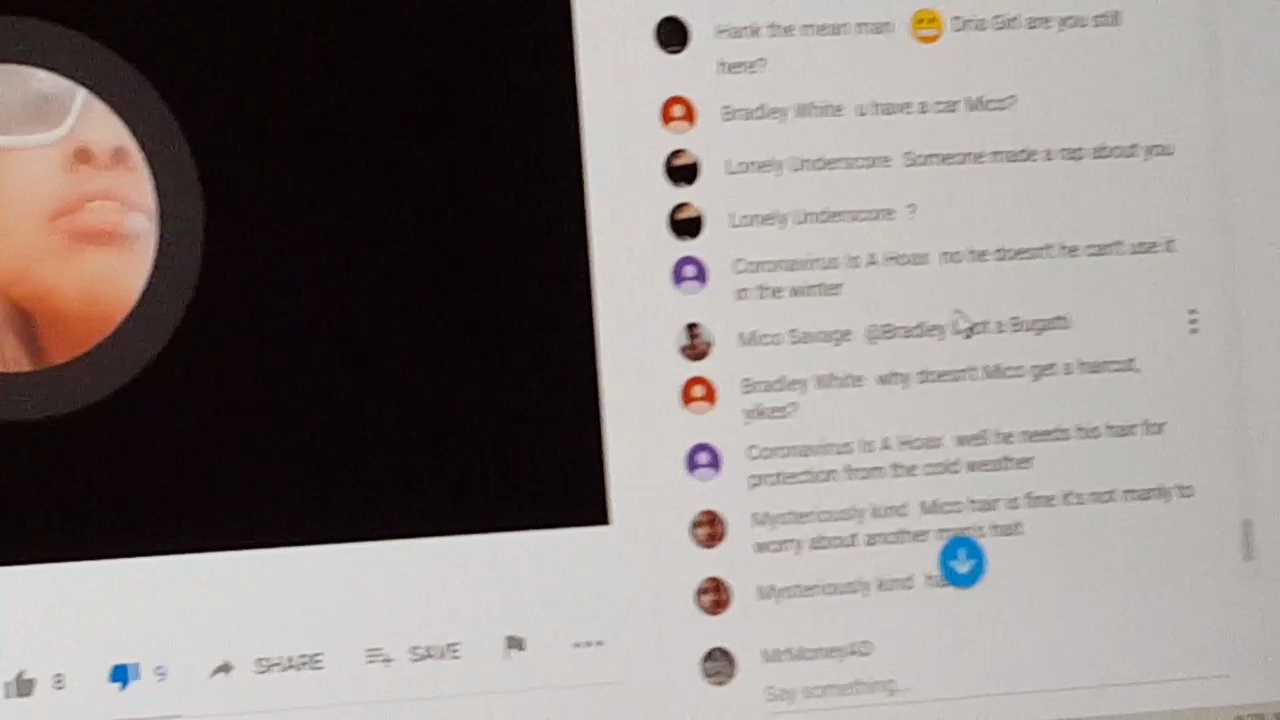 Hank the mean man Oria Girl are you still
here?
Bradley White u have a car Mico?
Lonely Underscore Someone made a rap about you
Lonely Underscore ?
Coronavirus Is A Hoax no he doesn't he can't use it
in the winter
Mico Savage @Bradley I got a Bugatti
Bradley White why doesn't Mico get a haircut,
yikes?
Coronavirus Is A Hoax well he needs his hair for
protection from the cold weather
Mysteriously kind Mico hair is fine it's not manly to
worry about another man's hair
Mysteriously kind
MrMoneyAD
Say something...
8 9 SHARE SAVE